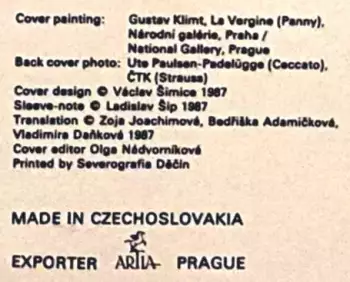 Cover painting: Gustav Klimt, La Vergine (Panny),
Národní galérie, Praha /
National Gallery, Prague
Back cover photo: Ute Paulsen-Padelügge (Ceccato),
ČTK (Strauss)
Cover design © Václav Šimice 1987
Sleeve-note © Ladislav Šíp 1987
Translation © Zoja Joachimová, Bedřiška Adamičková,
Vladimíra Daňková 1987
Cover editor Olga Nádvorníková
Printed by Severografia Děčín
MADE IN CZECHOSLOVAKIA
EXPORTER ARTIA PRAGUE